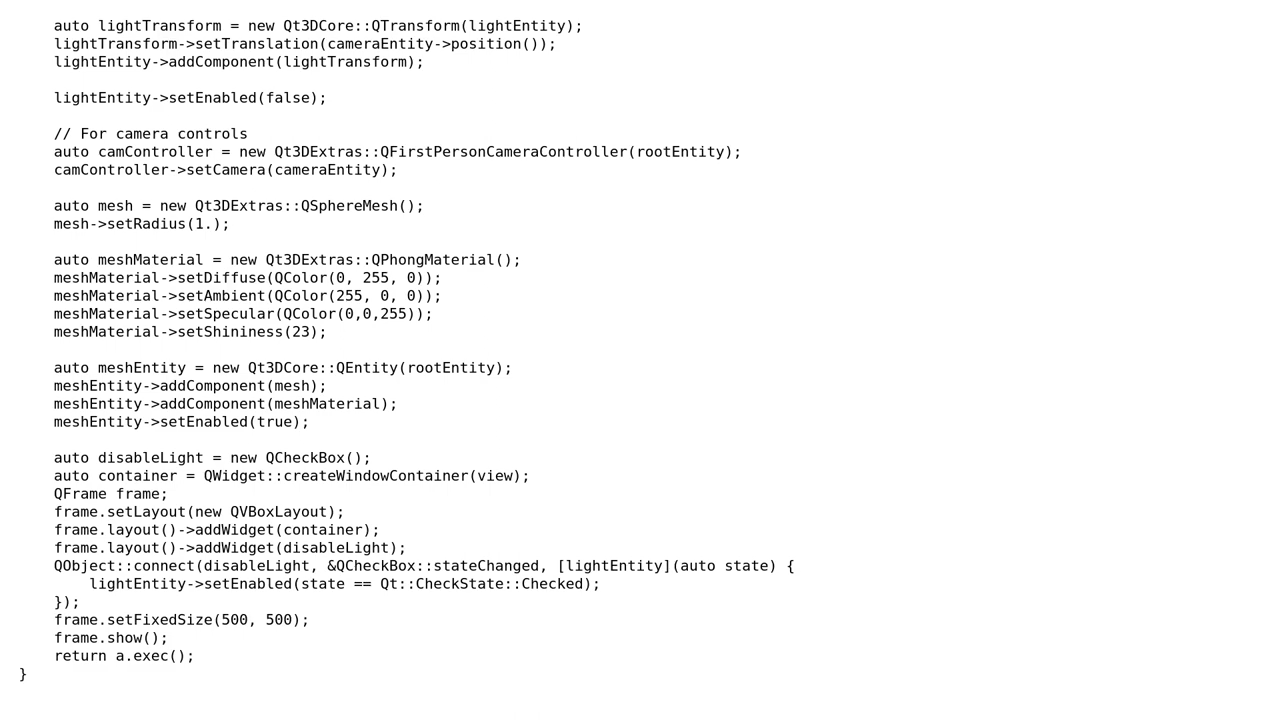 auto lightTransform = new Qt3DCore::QTransform(lightEntity);
lightTransform->setTranslation(cameraEntity->position());
lightEntity->addComponent(lightTransform);
lightEntity->setEnabled(false);
// For camera controls
auto camController = new Qt3DExtras::QFirstPersonCameraController(rootEntity);
camController->setCamera(cameraEntity);
auto mesh = new Qt3DExtras::QSphereMesh();
mesh->setRadius(1.);
auto meshMaterial = new Qt3DExtras::QPhongMaterial();
meshMaterial->setDiffuse(QColor(0, 255, 0));
meshMaterial->setAmbient(QColor(255, 0, 0));
meshMaterial->setSpecular(QColor(0,0,255));
meshMaterial->setShininess(23);
auto meshEntity = new Qt3DCore::QEntity(rootEntity);
meshEntity->addComponent(mesh);
meshEntity->addComponent(meshMaterial);
meshEntity->setEnabled(true);
auto disableLight = new QCheckBox();
auto container = QWidget::createWindowContainer(view);
QFrame frame;
frame.setLayout(new QVBoxLayout);
frame.layout()->addWidget(container);
frame.layout()->addWidget(disableLight);
QObject::connect(disableLight, &QCheckBox::stateChanged, [lightEntity](auto state) {
lightEntity->setEnabled(state == Qt::CheckState::Checked);
});
frame.setFixedSize(500, 500);
frame.show();
return a.exec();
}